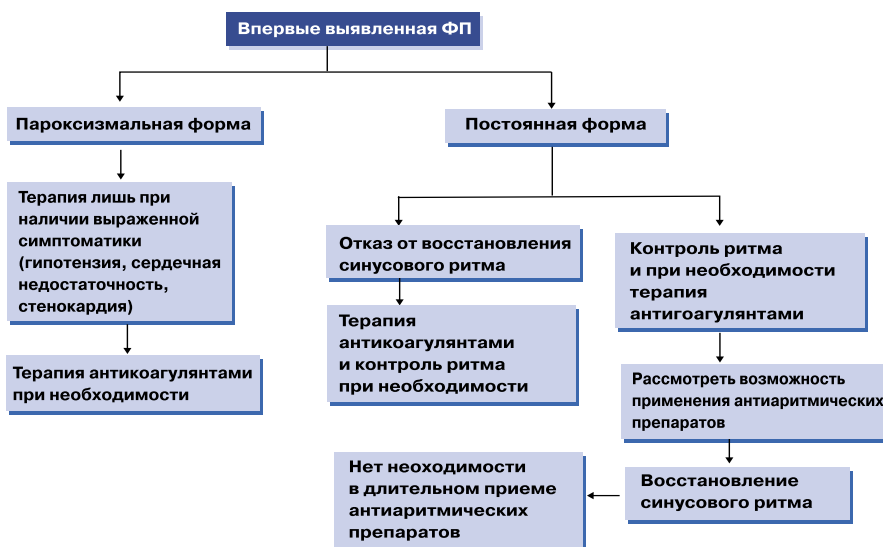 Впервые выявленная ФП
Пароксизмальная форма
Постоянная форма
Терапия лишь при
наличии выраженной
симптоматики
(гипотензия, сердечная
недостаточность,
стенокардия)
Отказ от восстановления
синусового ритма
Контроль ритма
и при необходимости
терапия
антигоагулянтами
Терапия
антикоагулянтами
и контроль ритма
при необходимости
Терапия антикоагулянтами
при необходимости
Рассмотреть возможность
применения антиаритмических
препаратов
Нет неоходимости
в длительном приеме
антиаритмических
препаратов
Восстановление
синусового ритма